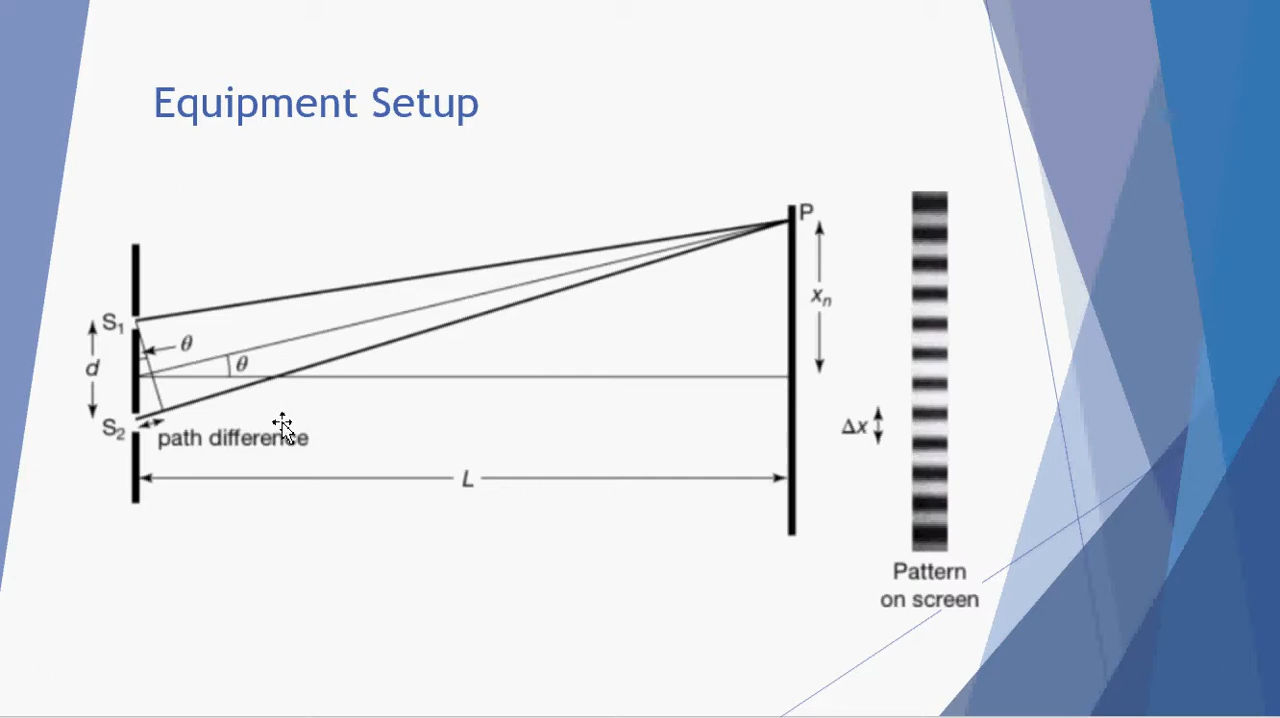 Equipment Setup
P
xn
S1
θ
d
θ
S2
path difference
Δx
L
Pattern
on screen